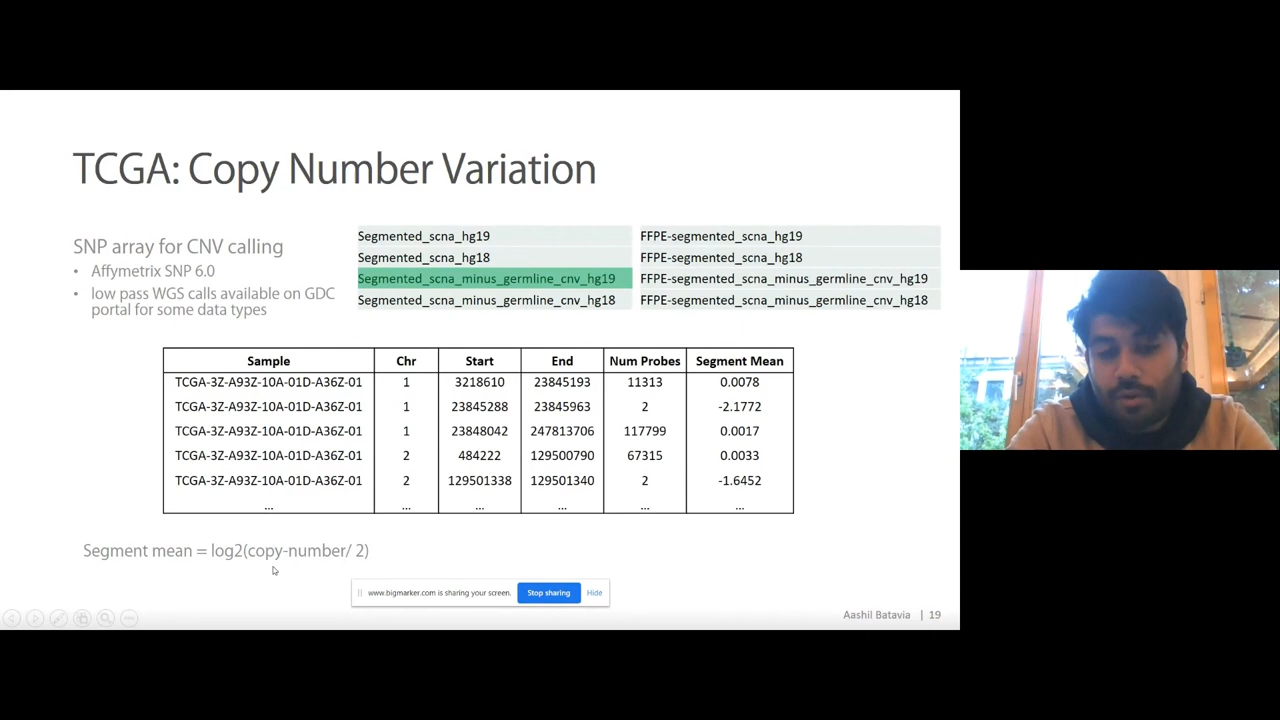 TCGA: Copy Number Variation
SNP array for CNV calling
• Affymetrix SNP 6.0
• low pass WGS calls available on GDC
portal for some data types
Segmented_scna_hg19 FFPE-segmented_scna_hg19
Segmented_scna_hg18 FFPE-segmented_scna_hg18
Segmented_scna_minus_germline_cnv_hg19 FFPE-segmented_scna_minus_germline_cnv_hg19
Segmented_scna_minus_germline_cnv_hg18 FFPE-segmented_scna_minus_germline_cnv_hg18
Sample Chr Start End Num Probes Segment Mean
TCGA-3Z-A93Z-10A-01D-A36Z-01 1 3218610 23845193 11313 0.0078
TCGA-3Z-A93Z-10A-01D-A36Z-01 1 23845288 23845963 2 -2.1772
TCGA-3Z-A93Z-10A-01D-A36Z-01 1 23848042 247813706 117799 0.0017
TCGA-3Z-A93Z-10A-01D-A36Z-01 2 484222 129500790 67315 0.0033
TCGA-3Z-A93Z-10A-01D-A36Z-01 2 129501338 129501340 2 -1.6452
... ... ... ... ... ...
Segment mean = log2(copy-number/ 2)
www.bigmarker.com is sharing your screen. Stop sharing Hide
Aashil Batavia | 19